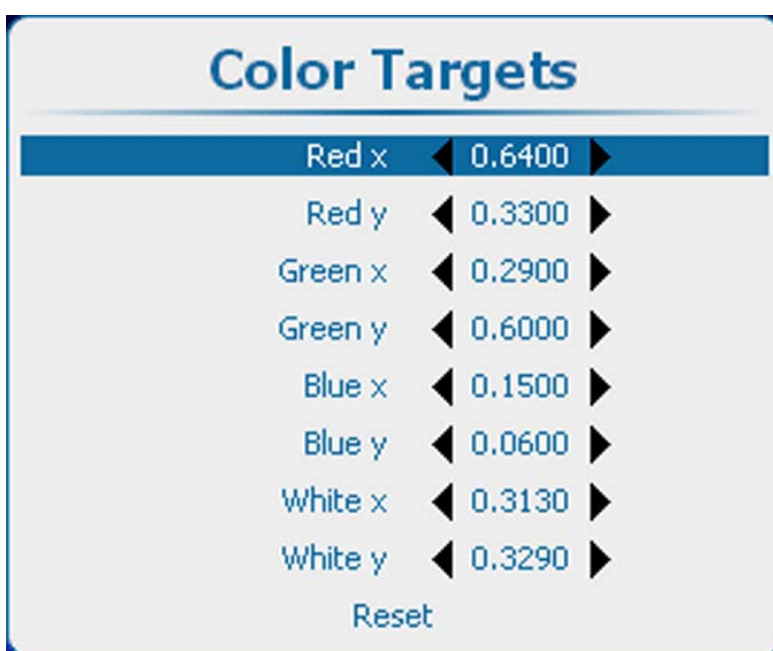 Color Targets
Red x 0.6400
Red y 0.3300
Green x 0.2900
Green y 0.6000
Blue x 0.1500
Blue y 0.0600
White x 0.3130
White y 0.3290
Reset